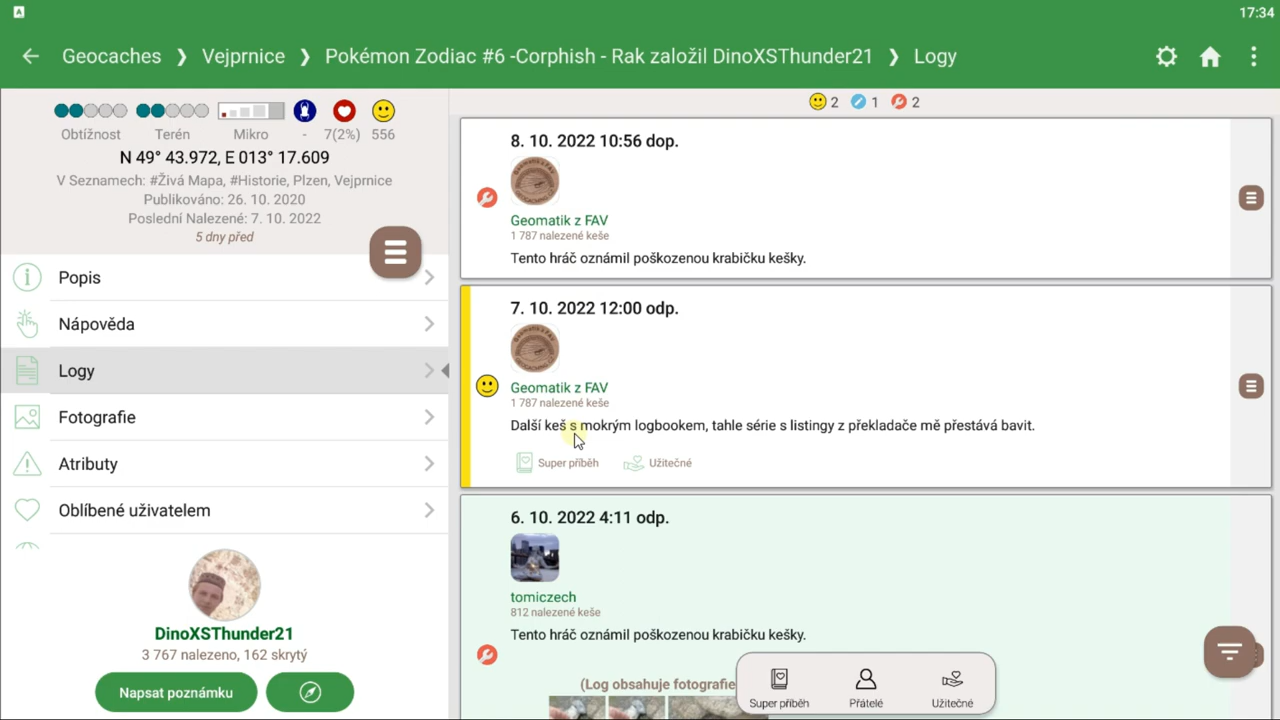 A
17:34
Geocaches ❯ Vejprnice ❯ Pokémon Zodiac #6 -Corphish - Rak založil DinoXSThunder21 ❯ Logy
Obtížnost Terén Mikro - 7(2%) 556
N 49° 43.972, E 013° 17.609
V Seznamech: #Živá Mapa, #Historie, Plzen, Vejprnice
Publikováno: 26. 10. 2020
Poslední Nalezené: 7. 10. 2022
5 dny před
Popis
Nápověda
Logy
Fotografie
Atributy
Oblíbené uživatelem
DinoXSThunder21
3 767 nalezeno, 162 skrytý
Napsat poznámku
2 1 2
8. 10. 2022 10:56 dop.
Geomatik z FAV
1 787 nalezené keše
Tento hráč oznámil poškozenou krabičku kešky.
7. 10. 2022 12:00 odp.
Geomatik z FAV
1 787 nalezené keše
Další keš s mokrým logbookem, tahle série s listingy z překladače mě přestává bavit.
Super příběh Užitečné
6. 10. 2022 4:11 odp.
tomiczech
812 nalezené keše
Tento hráč oznámil poškozenou krabičku kešky.
(Log obsahuje fotografie
Super příběh Přátelé Užitečné